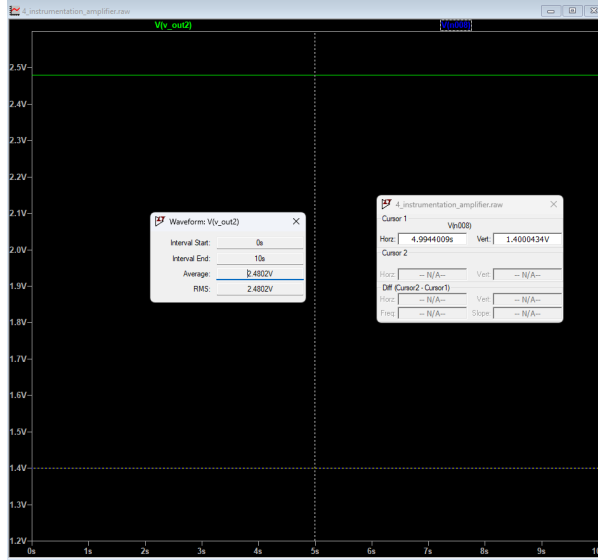 4_instrumentation_amplifier.raw
V(v_out2)
V(n008)
2.5V
2.4V
2.3V
2.2V
2.1V
2.0V
1.9V
1.8V
1.7V
1.6V
1.5V
1.4V
1.3V
1.2V
0s 1s 2s 3s 4s 5s 6s 7s 8s 9s 10
Waveform: V(v_out2)
Interval Start: 0s
Interval End: 10s
Average: 2.4802V
RMS: 2.4802V
4_instrumentation_amplifier.raw
Cursor 1
V(n008)
Horz: 4.9944009s Vert: 1.4000434V
Cursor 2
Horz: -- N/A-- Vert: -- N/A--
Diff (Cursor2 - Cursor1)
Horz: -- N/A-- Vert: -- N/A--
Freq: -- N/A-- Slope: -- N/A--